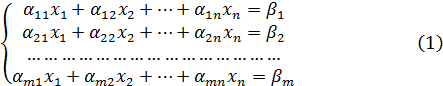 α₁₁x₁ + α₁₂x₂ + ⋯ + α₁ₙxₙ = β₁
α₂₁x₁ + α₂₂x₂ + ⋯ + α₂ₙxₙ = β₂
… … … … … … … … … … … … … … (1)
αₘ₁x₁ + αₘ₂x₂ + ⋯ + αₘₙxₙ = βₘ